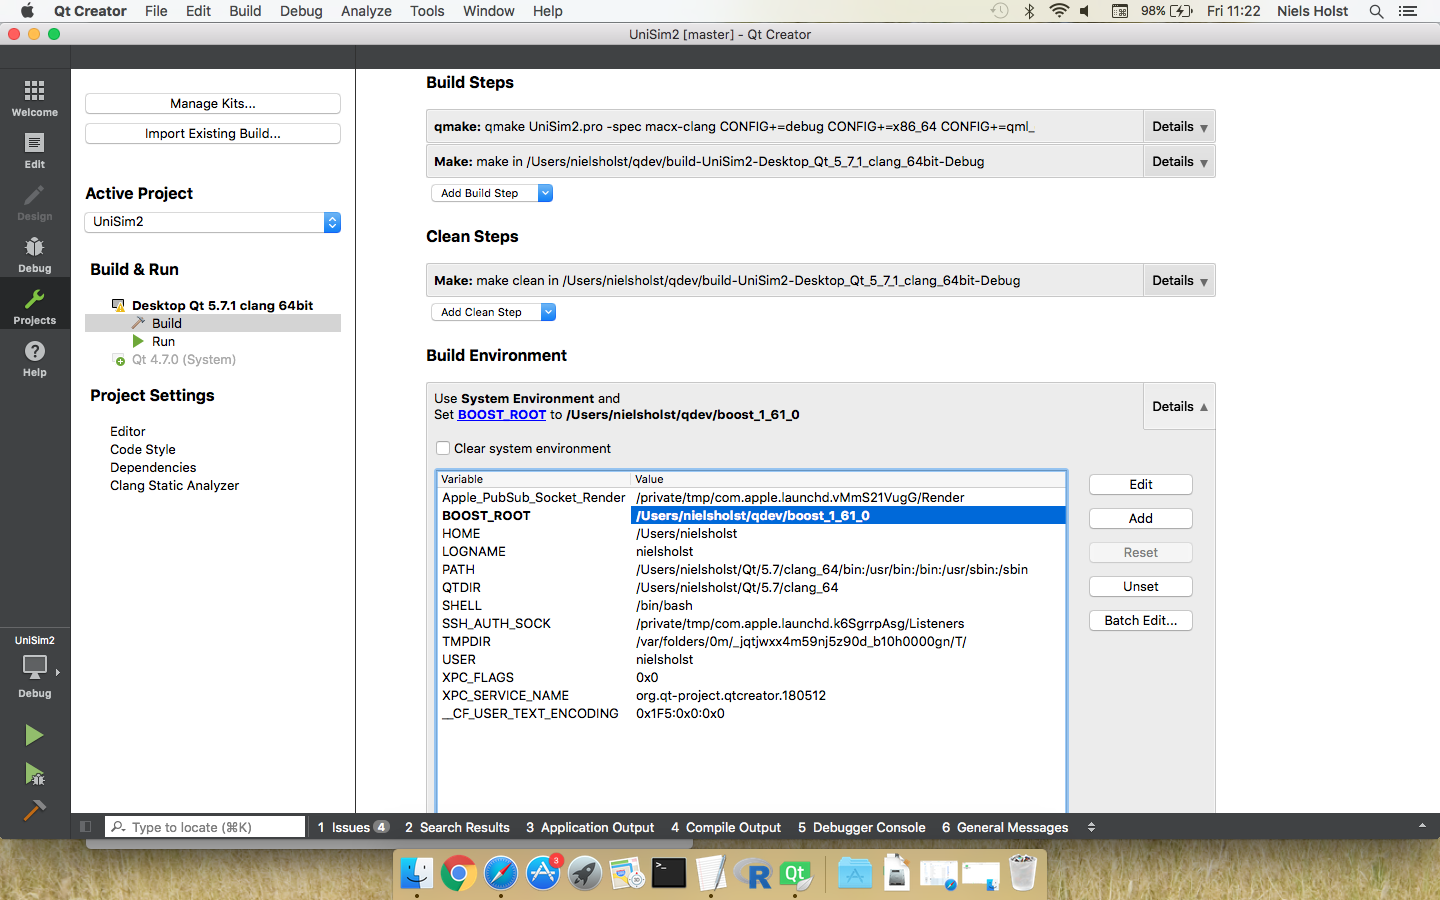 Qt Creator File Edit Build Debug Analyze Tools Window Help 98% Fri 11:22 Niels Holst
UniSim2 [master] - Qt Creator
Welcome
Edit
Design
Debug
Projects
Help
UniSim2
Debug
Manage Kits...
Import Existing Build...
Active Project
UniSim2
Build & Run
Desktop Qt 5.7.1 clang 64bit
Build
Run
Qt 4.7.0 (System)
Project Settings
Editor
Code Style
Dependencies
Clang Static Analyzer
Build Steps
qmake: qmake UniSim2.pro -spec macx-clang CONFIG+=debug CONFIG+=x86_64 CONFIG+=qml_ Details
Make: make in /Users/nielsholst/qdev/build-UniSim2-Desktop_Qt_5_7_1_clang_64bit-Debug Details
Add Build Step
Clean Steps
Make: make clean in /Users/nielsholst/qdev/build-UniSim2-Desktop_Qt_5_7_1_clang_64bit-Debug Details
Add Clean Step
Build Environment
Use System Environment and
Set BOOST_ROOT to /Users/nielsholst/qdev/boost_1_61_0
Details
Clear system environment
Variable Value
Apple_PubSub_Socket_Render /private/tmp/com.apple.launchd.vMmS21VugG/Render
BOOST_ROOT /Users/nielsholst/qdev/boost_1_61_0
HOME /Users/nielsholst
LOGNAME nielsholst
PATH /Users/nielsholst/Qt/5.7/clang_64/bin:/usr/bin:/bin:/usr/sbin:/sbin
QTDIR /Users/nielsholst/Qt/5.7/clang_64
SHELL /bin/bash
SSH_AUTH_SOCK /private/tmp/com.apple.launchd.k6SgrrpAsg/Listeners
TMPDIR /var/folders/0m/_jqtjwxx4m59nj5z90d_b10h0000gn/T/
USER nielsholst
XPC_FLAGS 0x0
XPC_SERVICE_NAME org.qt-project.qtcreator.180512
__CF_USER_TEXT_ENCODING 0x1F5:0x0:0x0
Edit
Add
Reset
Unset
Batch Edit...
Type to locate (⌘K) 1 Issues 4 2 Search Results 3 Application Output 4 Compile Output 5 Debugger Console 6 General Messages
3
>_
R
Qt